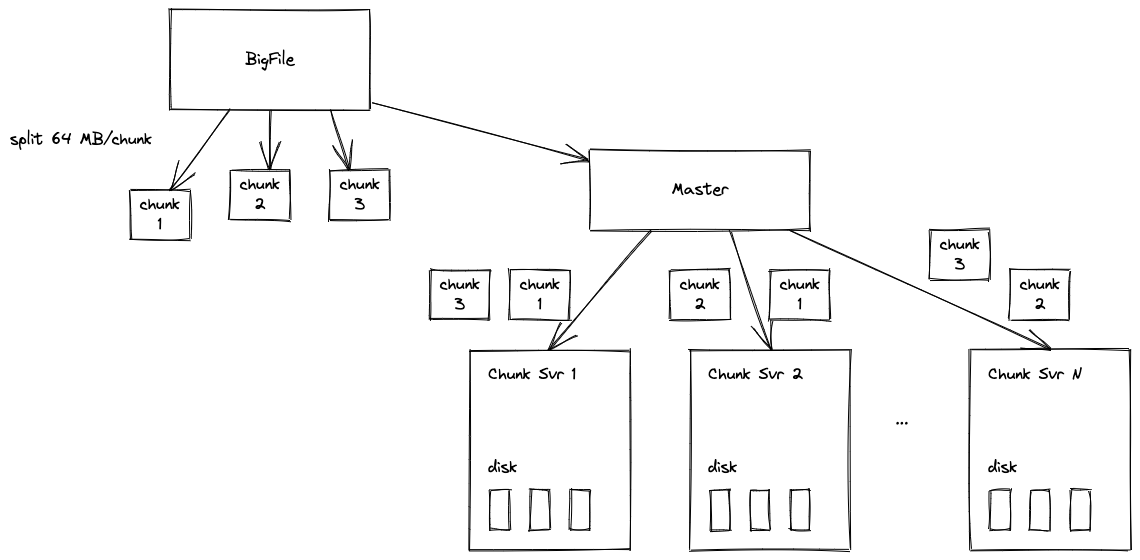 BigFile
split 64 MB/chunk
chunk
1
chunk
2
chunk
3
Master
chunk
3
chunk
1
chunk
2
chunk
1
chunk
3
chunk
2
Chunk Svr 1
disk
Chunk Svr 2
disk
...
Chunk Svr N
disk